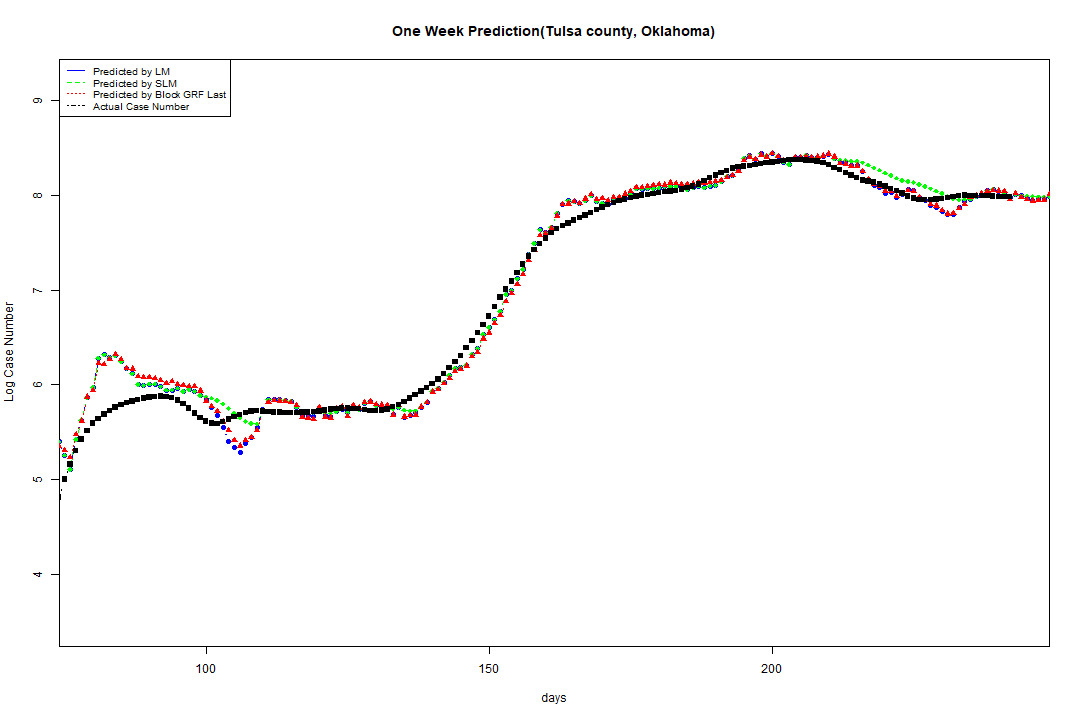 One Week Prediction(Tulsa county, Oklahoma)
Predicted by LM
Predicted by SLM
Predicted by Block GRF Last
Actual Case Number
9
8
7
6
5
4
Log Case Number
100 150 200
days